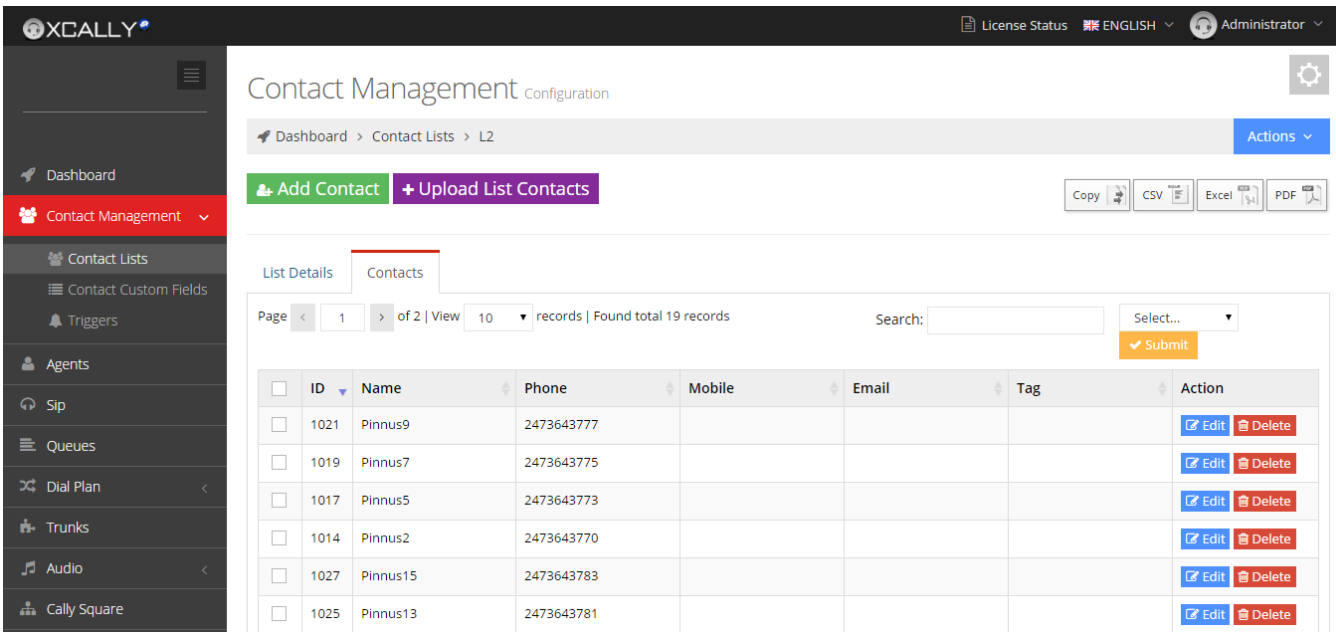 XCALLY
License Status ENGLISH Administrator
Contact Management Configuration
Dashboard > Contact Lists > L2
Actions
Add Contact + Upload List Contacts
Copy CSV Excel PDF
Dashboard
Contact Management
Contact Lists
Contact Custom Fields
Triggers
Agents
Sip
Queues
Dial Plan
Trunks
Audio
Cally Square
List Details Contacts
Page < 1 > of 2 | View 10 records | Found total 19 records
Search: Select...
Submit
ID Name Phone Mobile Email Tag Action
1021 Pinnus9 2473643777 Edit Delete
1019 Pinnus7 2473643775 Edit Delete
1017 Pinnus5 2473643773 Edit Delete
1014 Pinnus2 2473643770 Edit Delete
1027 Pinnus15 2473643783 Edit Delete
1025 Pinnus13 2473643781 Edit Delete